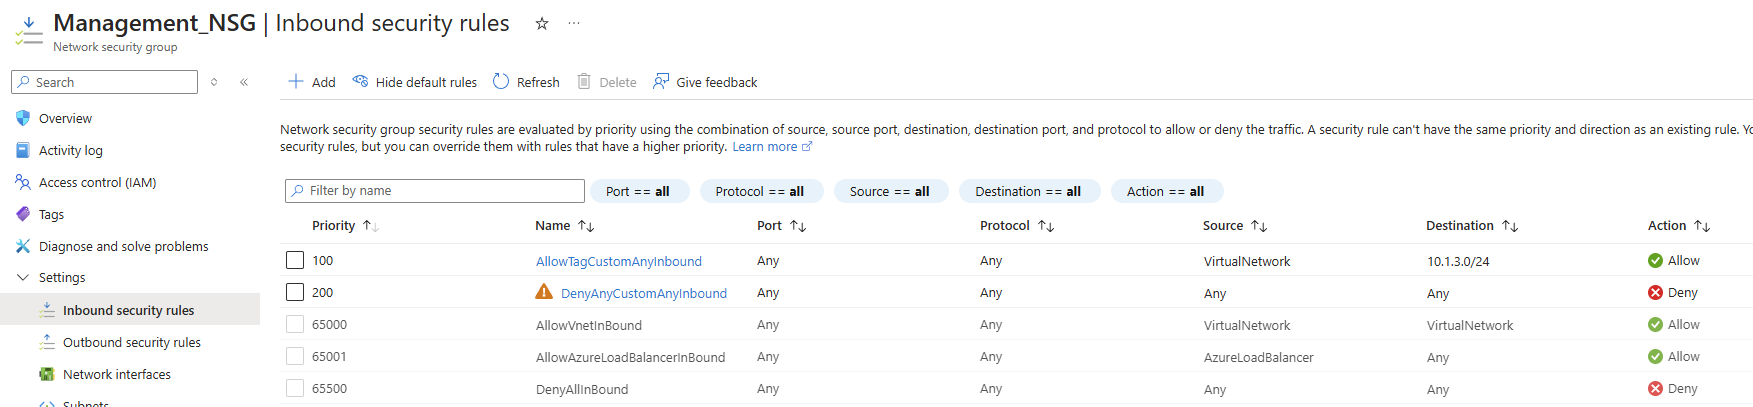 Management_NSG | Inbound security rules
Network security group
Search
Add
Hide default rules
Refresh
Delete
Give feedback
Overview
Activity log
Access control (IAM)
Tags
Diagnose and solve problems
Settings
Inbound security rules
Outbound security rules
Network interfaces
Subnets
Network security group security rules are evaluated by priority using the combination of source, source port, destination, destination port, and protocol to allow or deny the traffic. A security rule can't have the same priority and direction as an existing rule.
security rules, but you can override them with rules that have a higher priority. Learn more
Filter by name
Port == all
Protocol == all
Source == all
Destination == all
Action == all
Priority Name Port Protocol Source Destination Action
100 AllowTagCustomAnyInbound Any Any VirtualNetwork 10.1.3.0/24 Allow
200 DenyAnyCustomAnyInbound Any Any Any Any Deny
65000 AllowVnetInBound Any Any VirtualNetwork VirtualNetwork Allow
65001 AllowAzureLoadBalancerInBound Any Any AzureLoadBalancer Any Allow
65500 DenyAllInBound Any Any Any Any Deny